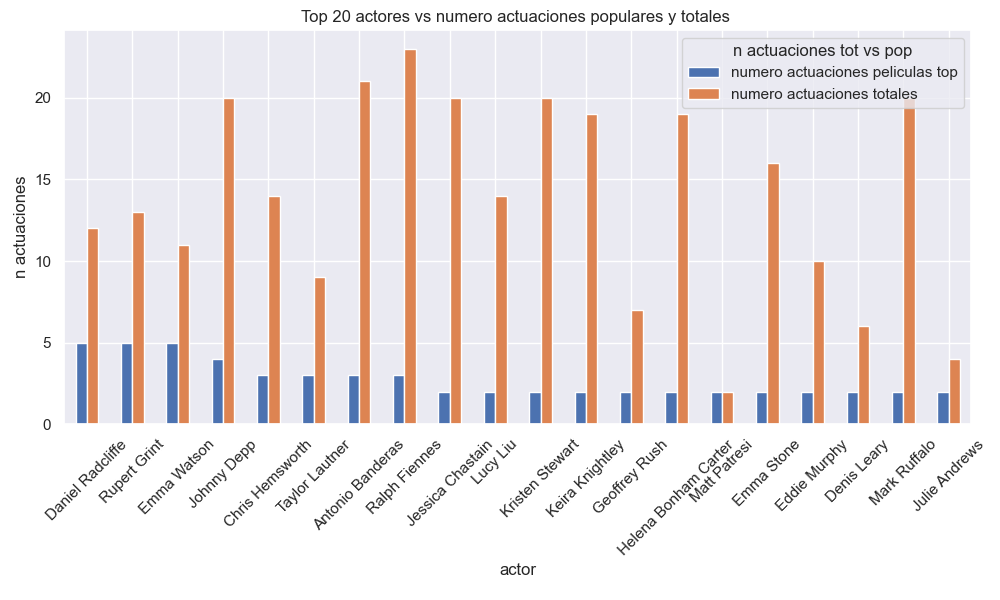 Top 20 actores vs numero actuaciones populares y totales
n actuaciones tot vs pop
numero actuaciones peliculas top
numero actuaciones totales
n actuaciones
20
15
10
5
0
Daniel Radcliffe
Rupert Grint
Emma Watson
Johnny Depp
Chris Hemsworth
Taylor Lautner
Antonio Banderas
Ralph Fiennes
Jessica Chastain
Lucy Liu
Kristen Stewart
Keira Knightley
Geoffrey Rush
Helena Bonham Carter
Matt Patresi
Emma Stone
Eddie Murphy
Denis Leary
Mark Ruffalo
Julie Andrews
actor